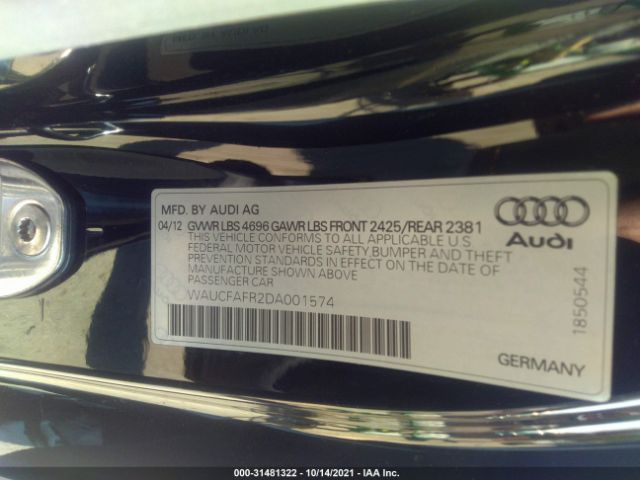 MFD. BY AUDI AG
04/12 GVWR LBS 4696 GAWR LBS FRONT 2425/REAR 2381
THIS VEHICLE CONFORMS TO ALL APPLICABLE U.S.
FEDERAL MOTOR VEHICLE SAFETY,BUMPER AND THEFT
PREVENTION STANDARDS IN EFFECT ON THE DATE OF
MANUFACTURE SHOWN ABOVE
PASSENGER CAR
WAUCFAFR2DA001574
Audi
1850544
GERMANY
000-31481322 | 10/14/2021 | IAA Inc.